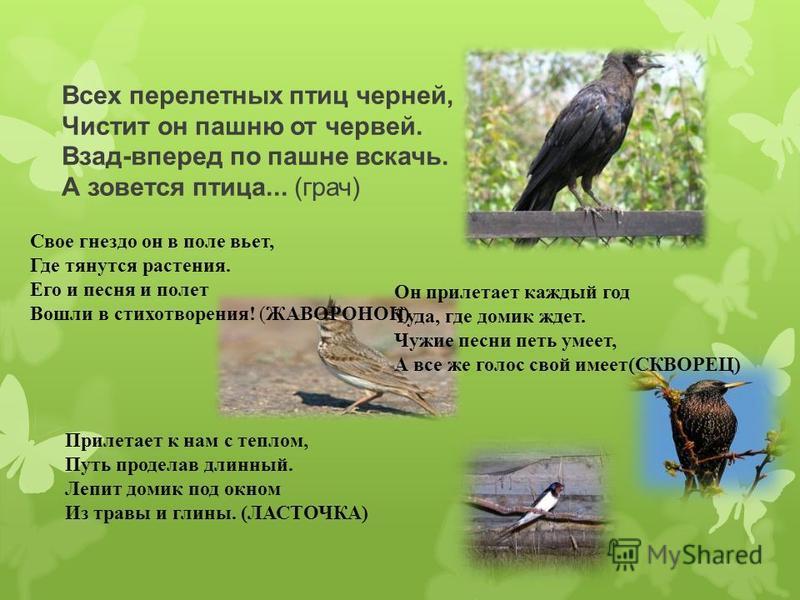 Всех перелетных птиц черней,
Чистит он пашню от червей.
Взад-вперед по пашне вскачь.
А зовется птица... (грач)
Свое гнездо он в поле вьет,
Где тянутся растения.
Его и песня и полет
Вошли в стихотворения! (ЖАВОРОНОК)
Он прилетает каждый год
Туда, где домик ждет.
Чужие песни петь умеет,
А все же голос свой имеет(СКВОРЕЦ)
Прилетает к нам с теплом,
Путь проделав длинный.
Лепит домик под окном
Из травы и глины. (ЛАСТОЧКА)
MyShared